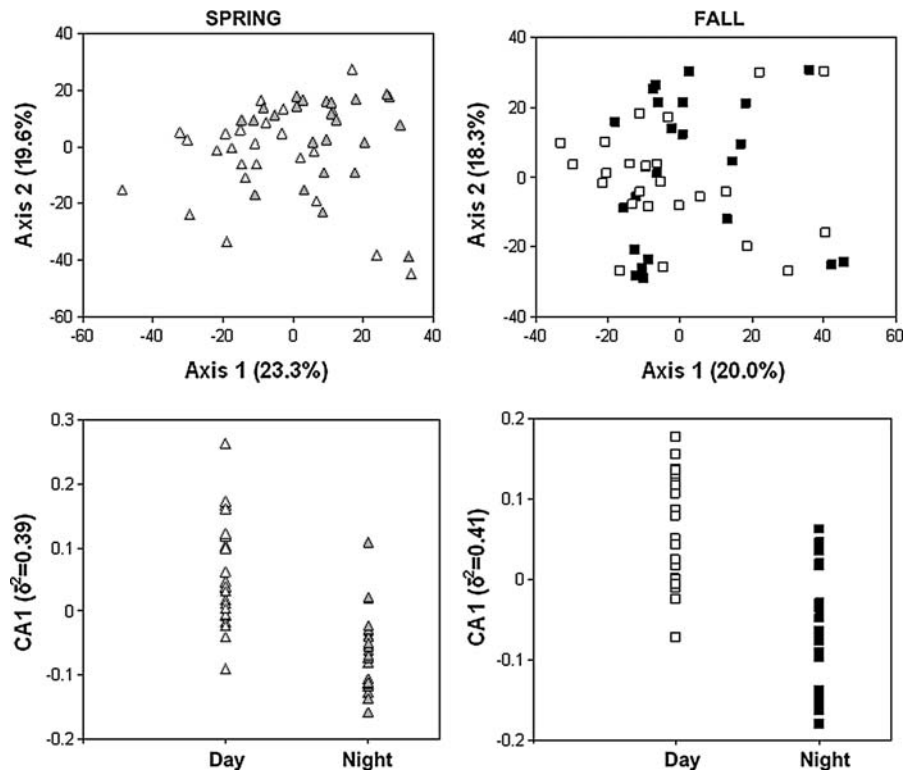 SPRING
FALL
40
20
0
-20
-40
-60
Axis 2 (19.6%)
-60 -40 -20 0 20 40
Axis 1 (23.3%)
40
20
0
-20
-40
Axis 2 (18.3%)
-40 -20 0 20 40 60
Axis 1 (20.0%)
0.3
0.2
0.1
0
-0.1
-0.2
CA1 (δ²=0.39)
Day Night
0.2
0.1
0
-0.1
-0.2
CA1 (δ²=0.41)
Day Night